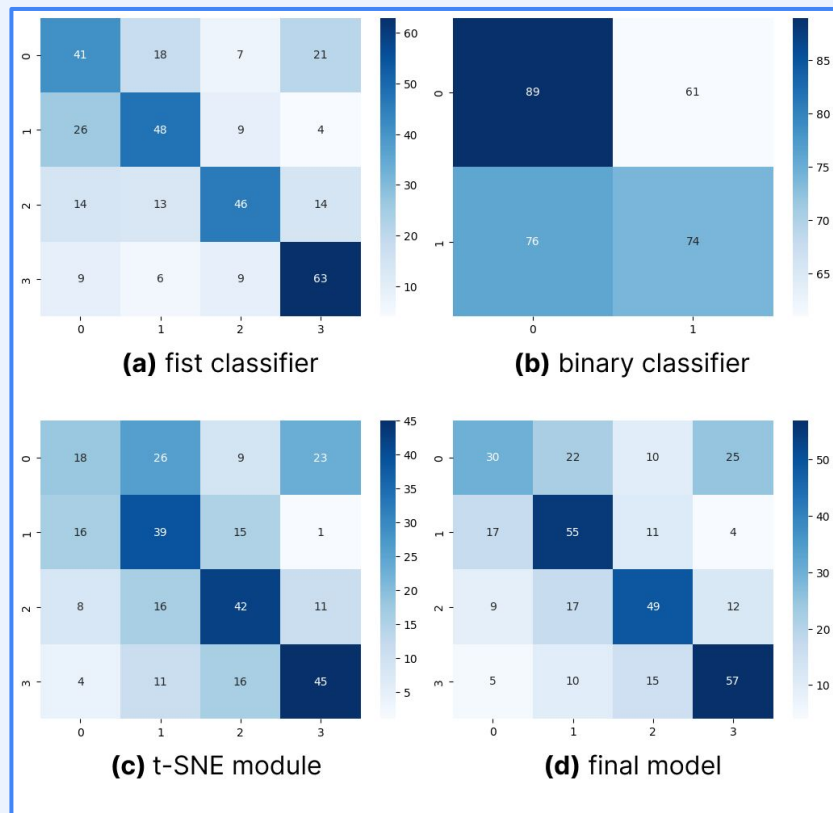 0 41 18 7 21
1 26 48 9 4
2 14 13 46 14
3 9 6 9 63
0 1 2 3
60
50
40
30
20
10
(a) fist classifier
0 89 61
1 76 74
0 1
85
80
75
70
65
(b) binary classifier
0 18 26 9 23
1 16 39 15 1
2 8 16 42 11
3 4 11 16 45
0 1 2 3
45
40
35
30
25
20
15
10
5
(c) t-SNE module
0 30 22 10 25
1 17 55 11 4
2 9 17 49 12
3 5 10 15 57
0 1 2 3
50
40
30
20
10
(d) final model